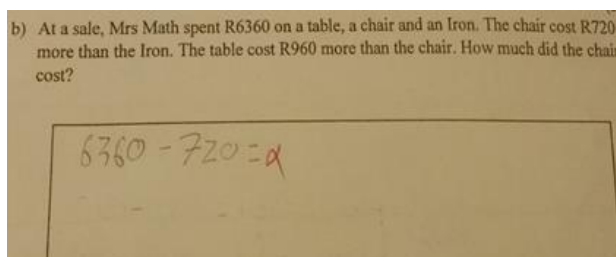 b) At a sale, Mrs Math spent R6360 on a table, a chair and an Iron. The chair cost R720
more than the Iron. The table cost R960 more than the chair. How much did the chair
cost?
6360 - 720 =